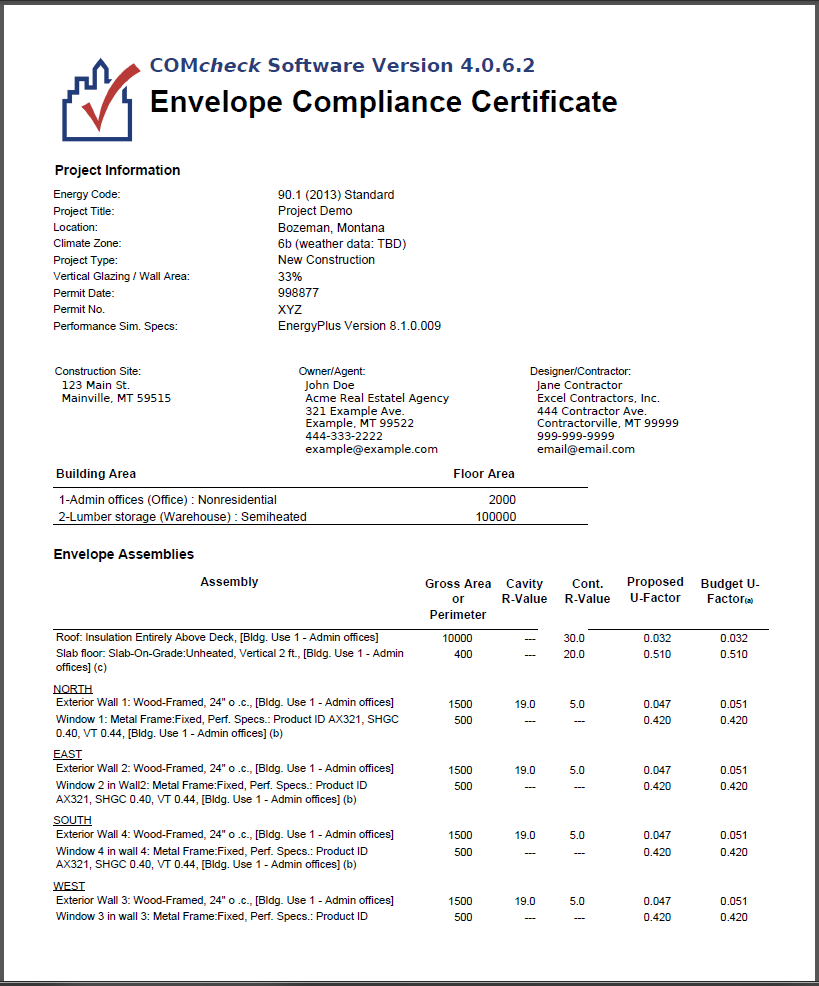 COMcheck Software Version 4.0.6.2
Envelope Compliance Certificate
Project Information
Energy Code: 90.1 (2013) Standard
Project Title: Project Demo
Location: Bozeman, Montana
Climate Zone: 6b (weather data: TBD)
Project Type: New Construction
Vertical Glazing / Wall Area: 33%
Permit Date: 998877
Permit No. XYZ
Performance Sim. Specs: EnergyPlus Version 8.1.0.009
Construction Site:
123 Main St.
Mainville, MT 59515
Owner/Agent:
John Doe
Acme Real Estatel Agency
321 Example Ave.
Example, MT 99522
444-333-2222
example@example.com
Designer/Contractor:
Jane Contractor
Excel Contractors, Inc.
444 Contractor Ave.
Contractorville, MT 99999
999-999-9999
email@email.com
Building Area Floor Area
1-Admin offices (Office) : Nonresidential 2000
2-Lumber storage (Warehouse) : Semiheated 100000
Envelope Assemblies
Assembly Gross Area Cavity Cont. Proposed Budget U-
or R-Value R-Value U-Factor Factor(a)
Perimeter
Roof: Insulation Entirely Above Deck, [Bldg. Use 1 - Admin offices] 10000 --- 30.0 0.032 0.032
Slab floor: Slab-On-Grade:Unheated, Vertical 2 ft., [Bldg. Use 1 - Admin 400 --- 20.0 0.510 0.510
offices] (c)
NORTH
Exterior Wall 1: Wood-Framed, 24" o .c., [Bldg. Use 1 - Admin offices] 1500 19.0 5.0 0.047 0.051
Window 1: Metal Frame:Fixed, Perf. Specs.: Product ID AX321, SHGC 500 --- --- 0.420 0.420
0.40, VT 0.44, [Bldg. Use 1 - Admin offices] (b)
EAST
Exterior Wall 2: Wood-Framed, 24" o .c., [Bldg. Use 1 - Admin offices] 1500 19.0 5.0 0.047 0.051
Window 2 in Wall2: Metal Frame:Fixed, Perf. Specs.: Product ID 500 --- --- 0.420 0.420
AX321, SHGC 0.40, VT 0.44, [Bldg. Use 1 - Admin offices] (b)
SOUTH
Exterior Wall 4: Wood-Framed, 24" o .c., [Bldg. Use 1 - Admin offices] 1500 19.0 5.0 0.047 0.051
Window 4 in wall 4: Metal Frame:Fixed, Perf. Specs.: Product ID 500 --- --- 0.420 0.420
AX321, SHGC 0.40, VT 0.44, [Bldg. Use 1 - Admin offices] (b)
WEST
Exterior Wall 3: Wood-Framed, 24" o .c., [Bldg. Use 1 - Admin offices] 1500 19.0 5.0 0.047 0.051
Window 3 in wall 3: Metal Frame:Fixed, Perf. Specs.: Product ID 500 --- --- 0.420 0.420